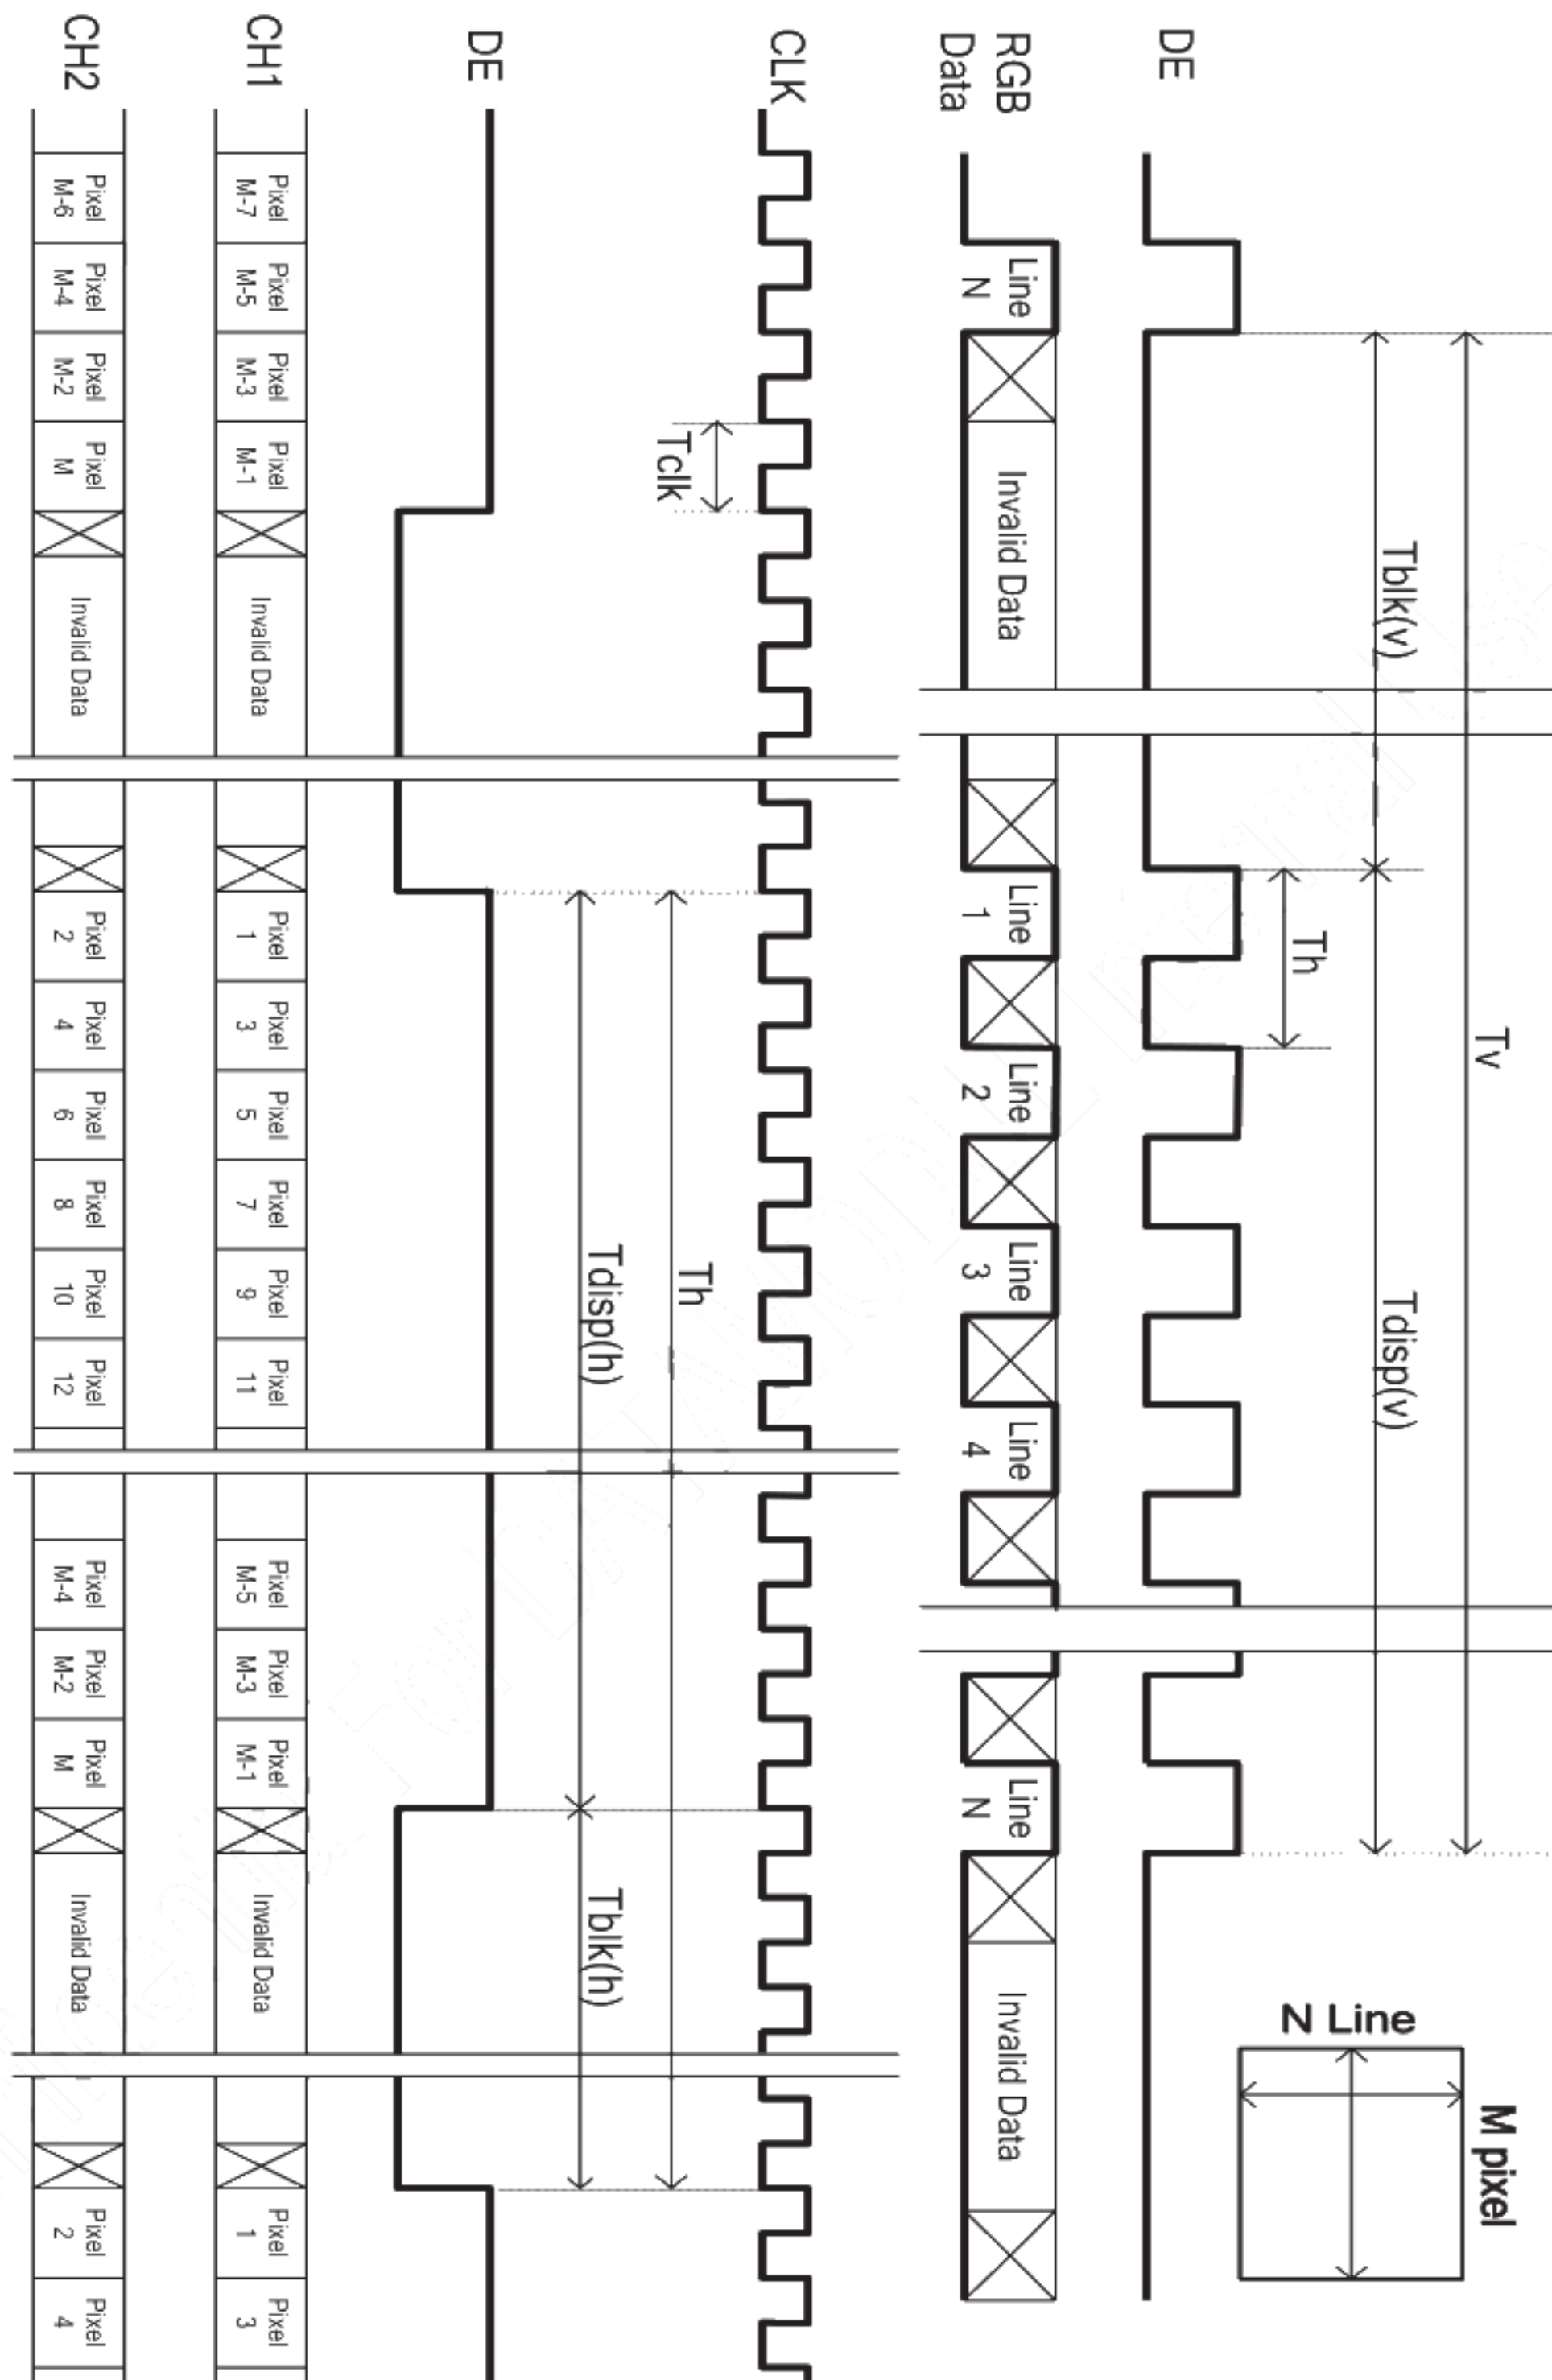 Tv
Tblk(v)
Tdisp(v)
Th
DE
RGB
Data
Line
N
Invalid Data
Line
1
Line
2
Line
3
Line
4
Line
N
Invalid Data
N Line
M pixel
CLK
Tclk
Th
Tdisp(h)
Tblk(h)
DE
CH1
Pixel
M-7
Pixel
M-5
Pixel
M-3
Pixel
M-1
Invalid Data
Pixel
1
Pixel
3
Pixel
5
Pixel
7
Pixel
9
Pixel
11
Pixel
M-5
Pixel
M-3
Pixel
M-1
Invalid Data
Pixel
1
Pixel
3
CH2
Pixel
M-6
Pixel
M-4
Pixel
M-2
Pixel
M
Invalid Data
Pixel
2
Pixel
4
Pixel
6
Pixel
8
Pixel
10
Pixel
12
Pixel
M-4
Pixel
M-2
Pixel
M
Invalid Data
Pixel
2
Pixel
4